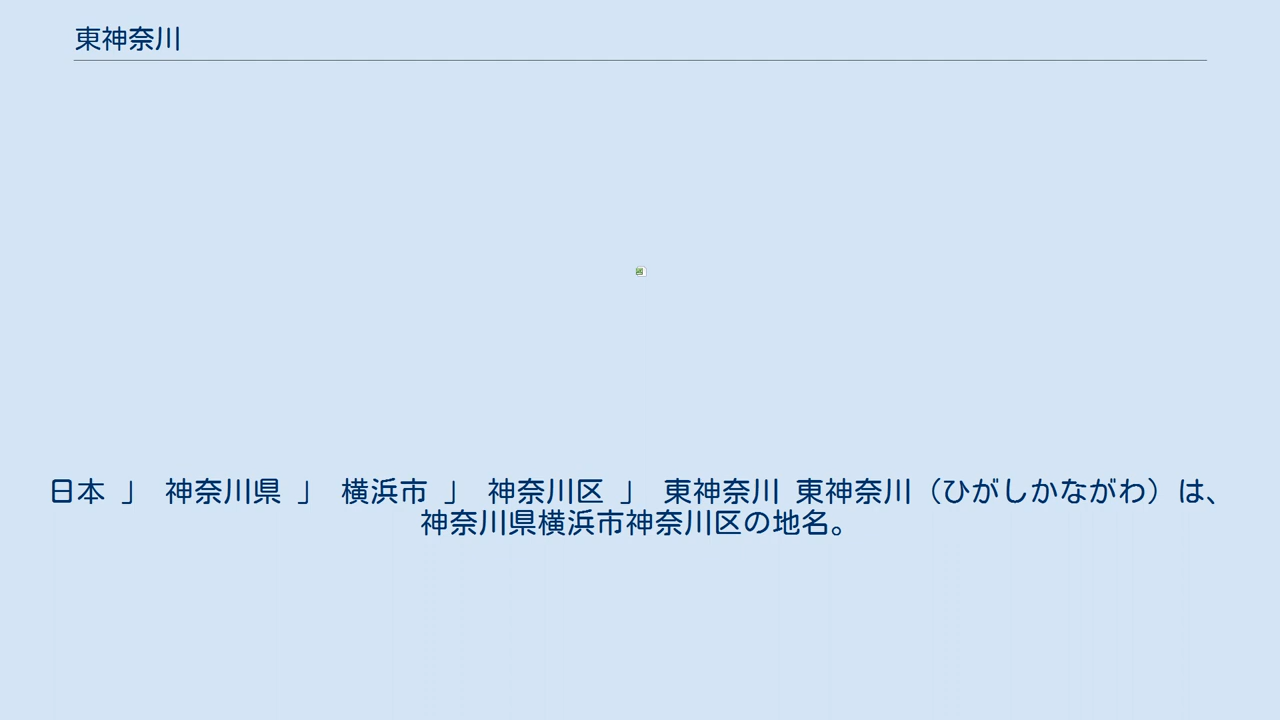 東神奈川
日本 」 神奈川県 」 横浜市 」 神奈川区 」 東神奈川 東神奈川（ひがしかながわ）は、
神奈川県横浜市神奈川区の地名。